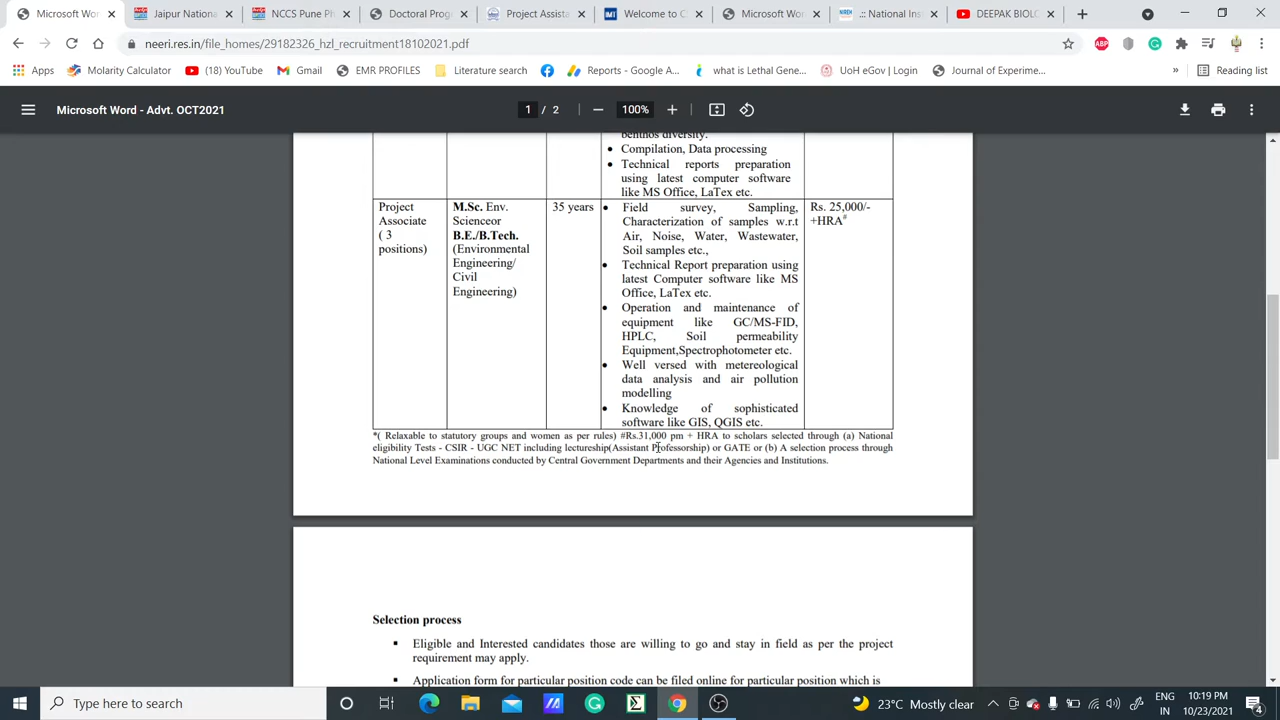 Microsoft Wor
Jaipur National
NCCS Pune Ph
Doctoral Progr
Project Assista
Welcome to C
Microsoft Wor
:: National Ins
DEEPAK BIOL
neeri.res.in/file_homes/29182326_hzl_recruitment18102021.pdf
Apps
Molarity Calculator
(18) YouTube
Gmail
EMR PROFILES
Literature search
Reports - Google A...
what is Lethal Gene...
UoH eGov | Login
Journal of Experime...
»
Reading list
Microsoft Word - Advt. OCT2021
1 / 2
100%
benthos diversity.
• Compilation, Data processing
• Technical reports preparation
using latest computer software
like MS Office, LaTex etc.
Project
Associate
( 3
positions)
M.Sc. Env.
Scienceor
B.E./B.Tech.
(Environmental
Engineering/
Civil
Engineering)
35 years
• Field survey, Sampling,
Characterization of samples w.r.t
Air, Noise, Water, Wastewater,
Soil samples etc.,
• Technical Report preparation using
latest Computer software like MS
Office, LaTex etc.
• Operation and maintenance of
equipment like GC/MS-FID,
HPLC, Soil permeability
Equipment,Spectrophotometer etc.
• Well versed with metereological
data analysis and air pollution
modelling
• Knowledge of sophisticated
software like GIS, QGIS etc.
Rs. 25,000/-
+HRA#
*( Relaxable to statutory groups and women as per rules) #Rs.31,000 pm + HRA to scholars selected through (a) National
eligibility Tests - CSIR - UGC NET including lectureship(Assistant Professorship) or GATE or (b) A selection process through
National Level Examinations conducted by Central Government Departments and their Agencies and Institutions.
Selection process
▪ Eligible and Interested candidates those are willing to go and stay in field as per the project
requirement may apply.
▪ Application form for particular position code can be filed online for particular position which is
Type here to search
23°C Mostly clear
ENG
IN
10:19 PM
10/23/2021